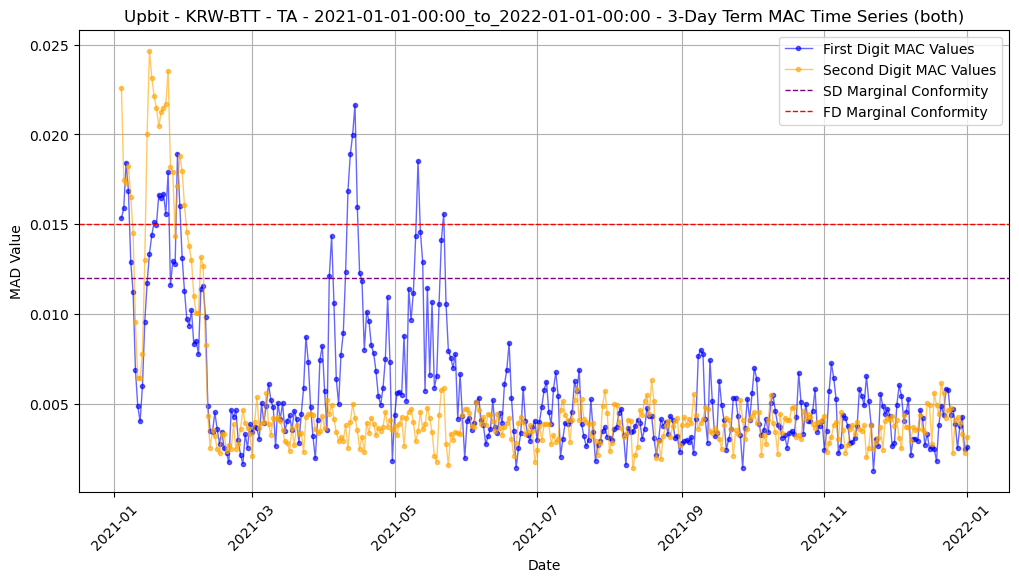 Upbit - KRW-BTT - TA - 2021-01-01-00:00_to_2022-01-01-00:00 - 3-Day Term MAC Time Series (both)
First Digit MAC Values
Second Digit MAC Values
SD Marginal Conformity
FD Marginal Conformity
MAD Value
0.025
0.020
0.015
0.010
0.005
2021-01
2021-03
2021-05
2021-07
2021-09
2021-11
2022-01
Date